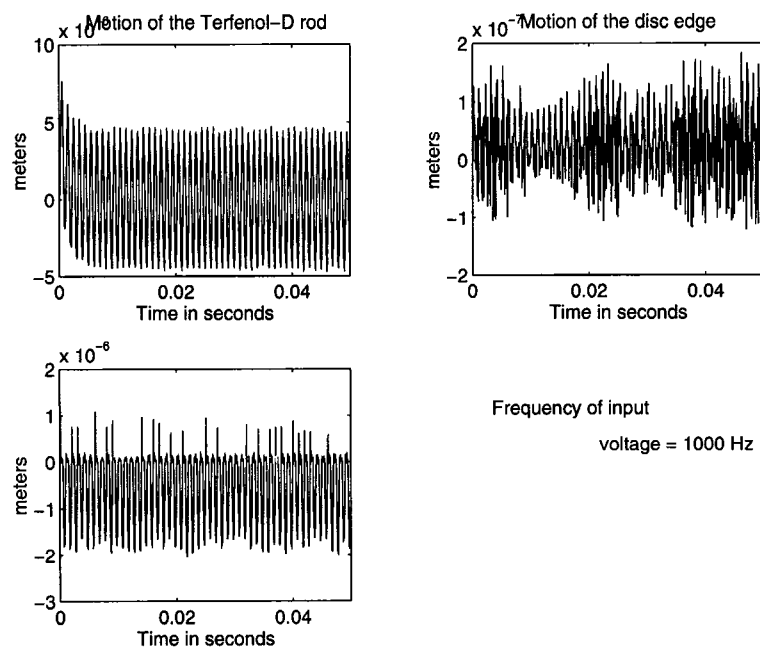 Motion of the Terfenol–D rod
x 10
10
5
0
−5
meters
0 0.02 0.04
Time in seconds
Motion of the disc edge
x 10⁻⁷
2
1
0
−1
−2
meters
0 0.02 0.04
Time in seconds
x 10⁻⁶
2
1
0
−1
−2
−3
meters
0 0.02 0.04
Time in seconds
Frequency of input
voltage = 1000 Hz